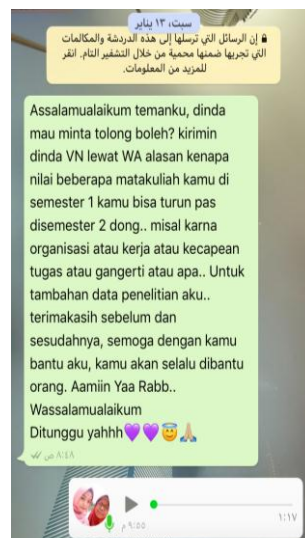 سبت، ١٣ يناير
إن الرسائل التي ترسلها إلى هذه الدردشة والمكالمات
التي تجريها ضمنها محمية من خلال التشفير التام. انقر
للمزيد من المعلومات.
Assalamualaikum temanku, dinda
mau minta tolong boleh? kirimin
dinda VN lewat WA alasan kenapa
nilai beberapa matakuliah kamu di
semester 1 kamu bisa turun pas
disemester 2 dong.. misal karna
organisasi atau kerja atau kecapean
tugas atau gangerti atau apa.. Untuk
tambahan data penelitian aku..
terimakasih sebelum dan
sesudahnya, semoga dengan kamu
bantu aku, kamu akan selalu dibantu
orang. Aamiin Yaa Rabb..
Wassalamualaikum
Ditunggu yahhh💜💜😇🙏🏼
٨:٤٨ ص
٩:٥٥ م
١:١٧